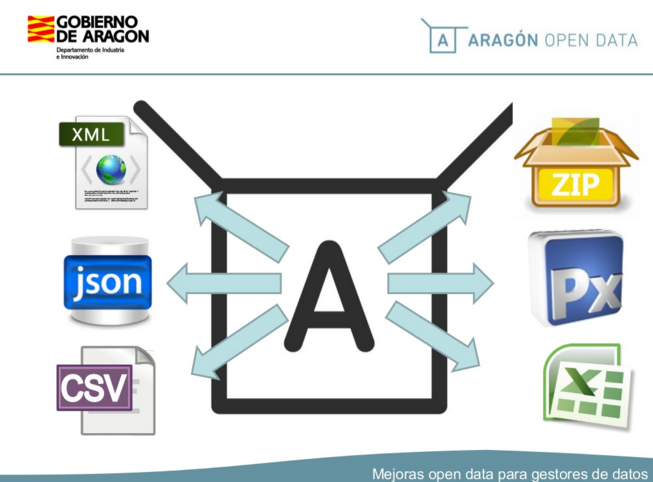 GOBIERNO
DE ARAGON
Departamento de Industria
e Innovación
A ARAGÓN OPEN DATA
XML
ZIP
json
A
Px
CSV
X
Mejoras open data para gestores de datos